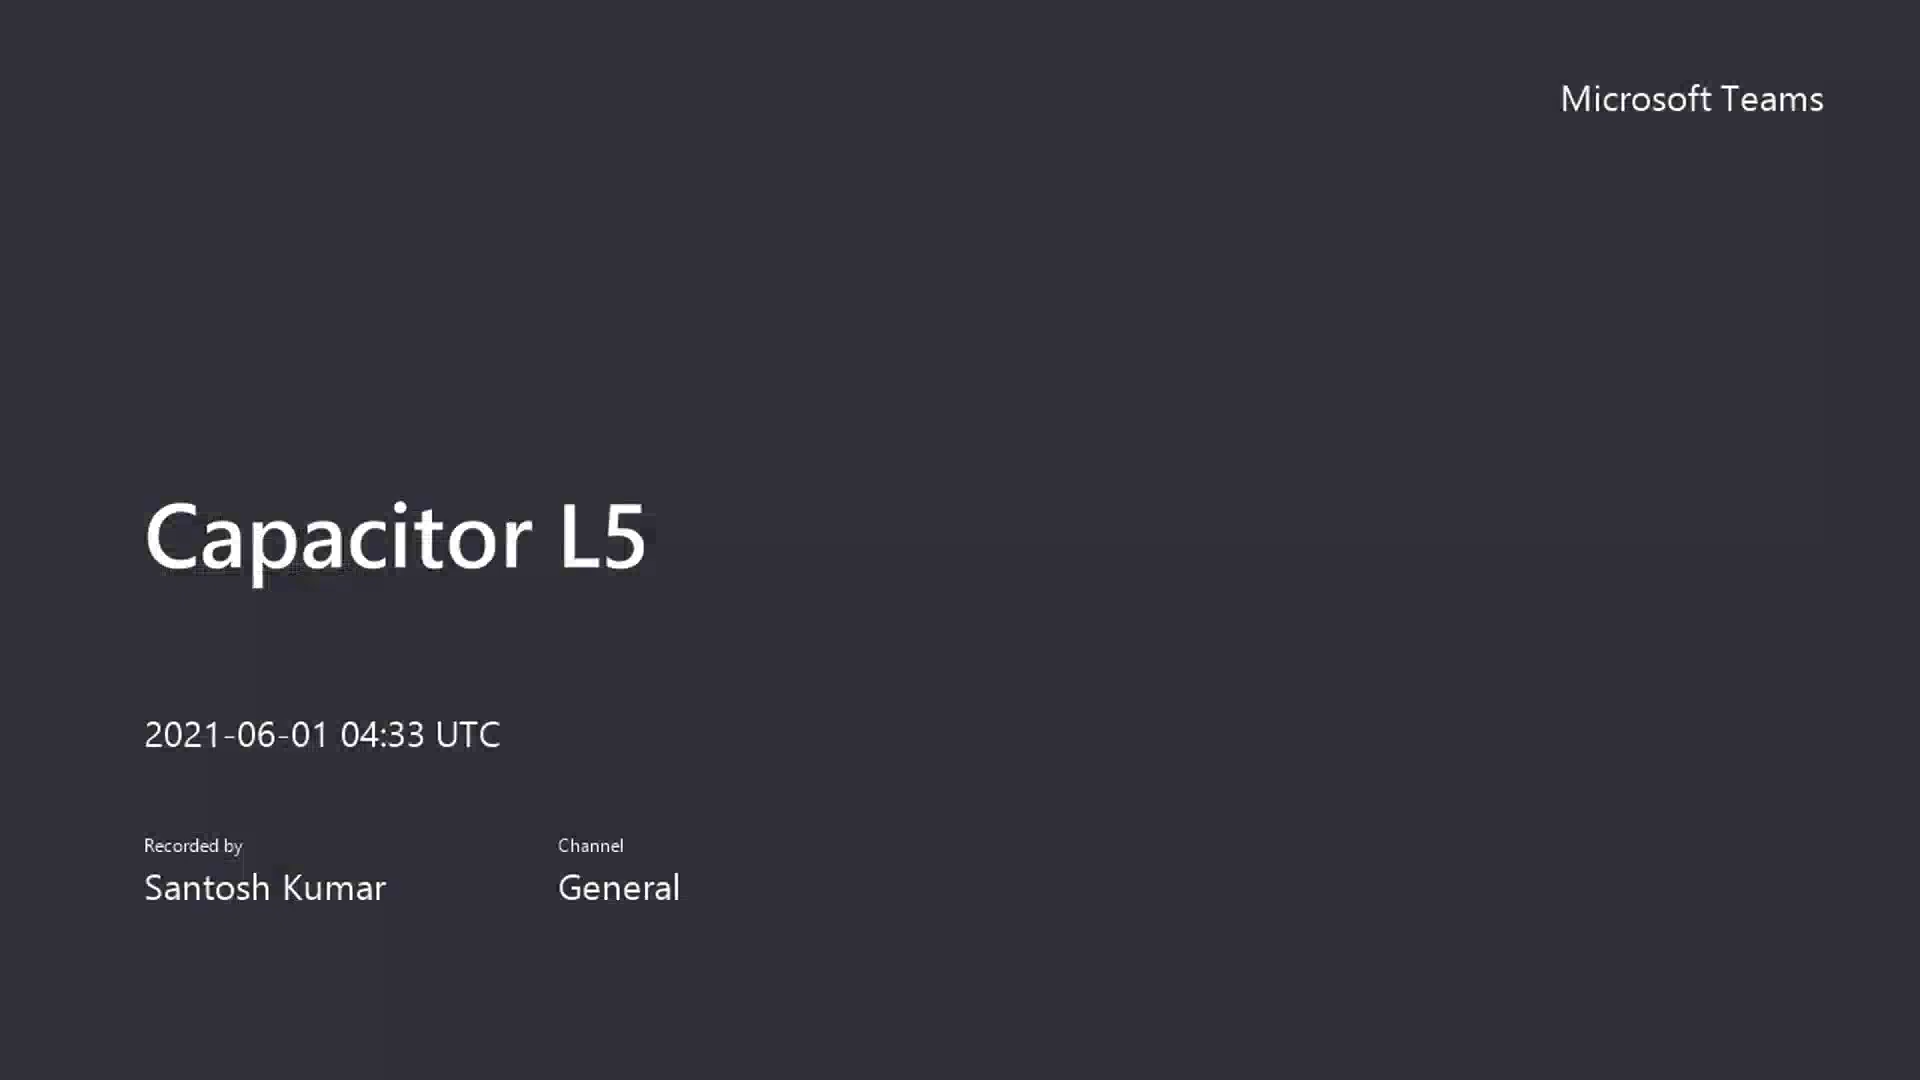 Microsoft Teams
Capacitor L5
2021-06-01 04:33 UTC
Recorded by
Santosh Kumar
Channel
General